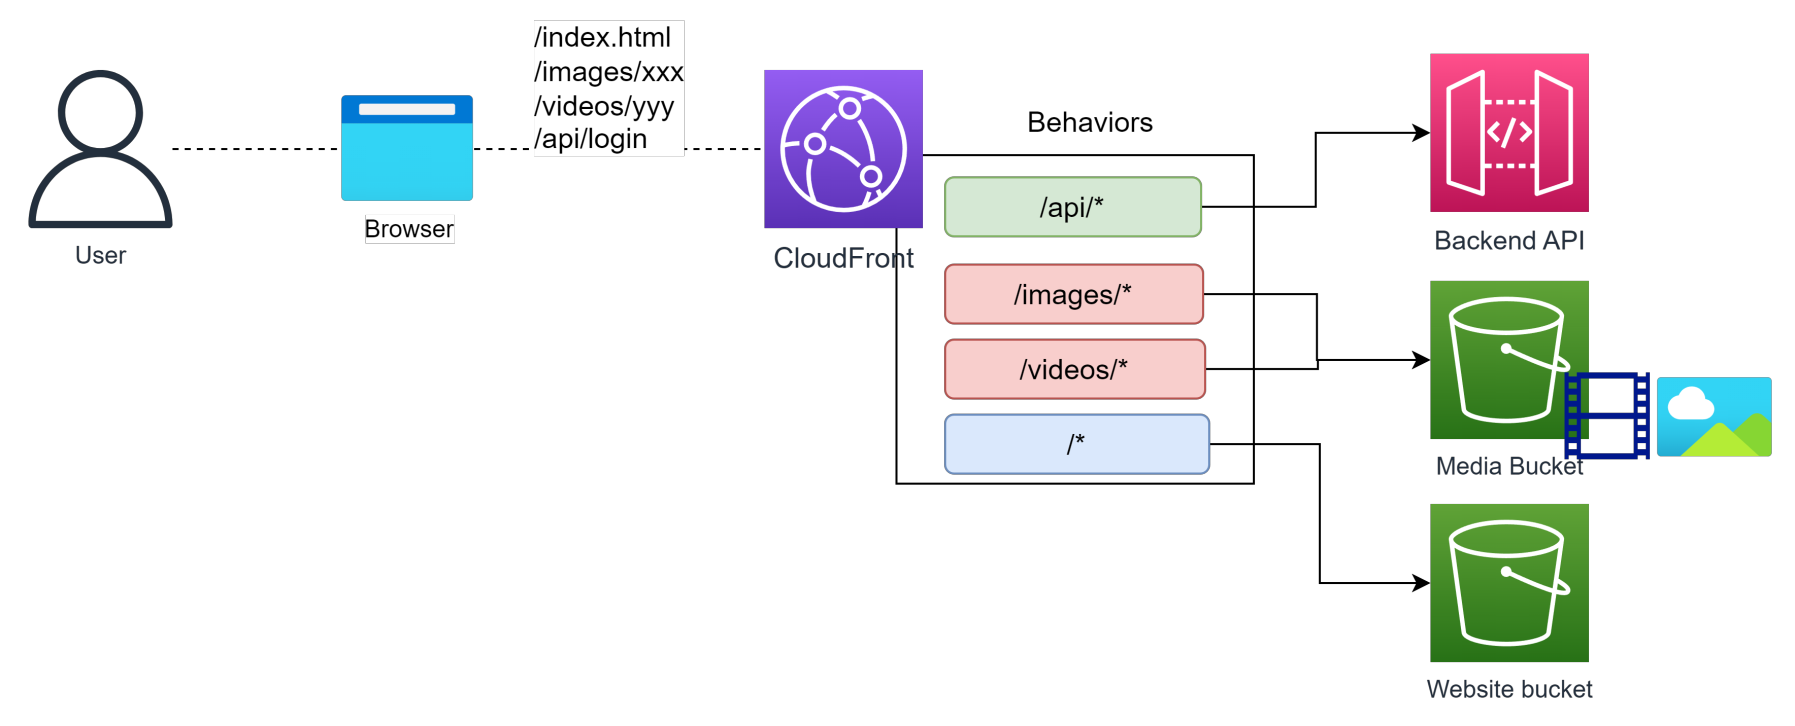 /index.html
/images/xxx
/videos/yyy
/api/login
User
Browser
CloudFront
Behaviors
/api/*
/images/*
/videos/*
/*
Backend API
Media Bucket
Website bucket